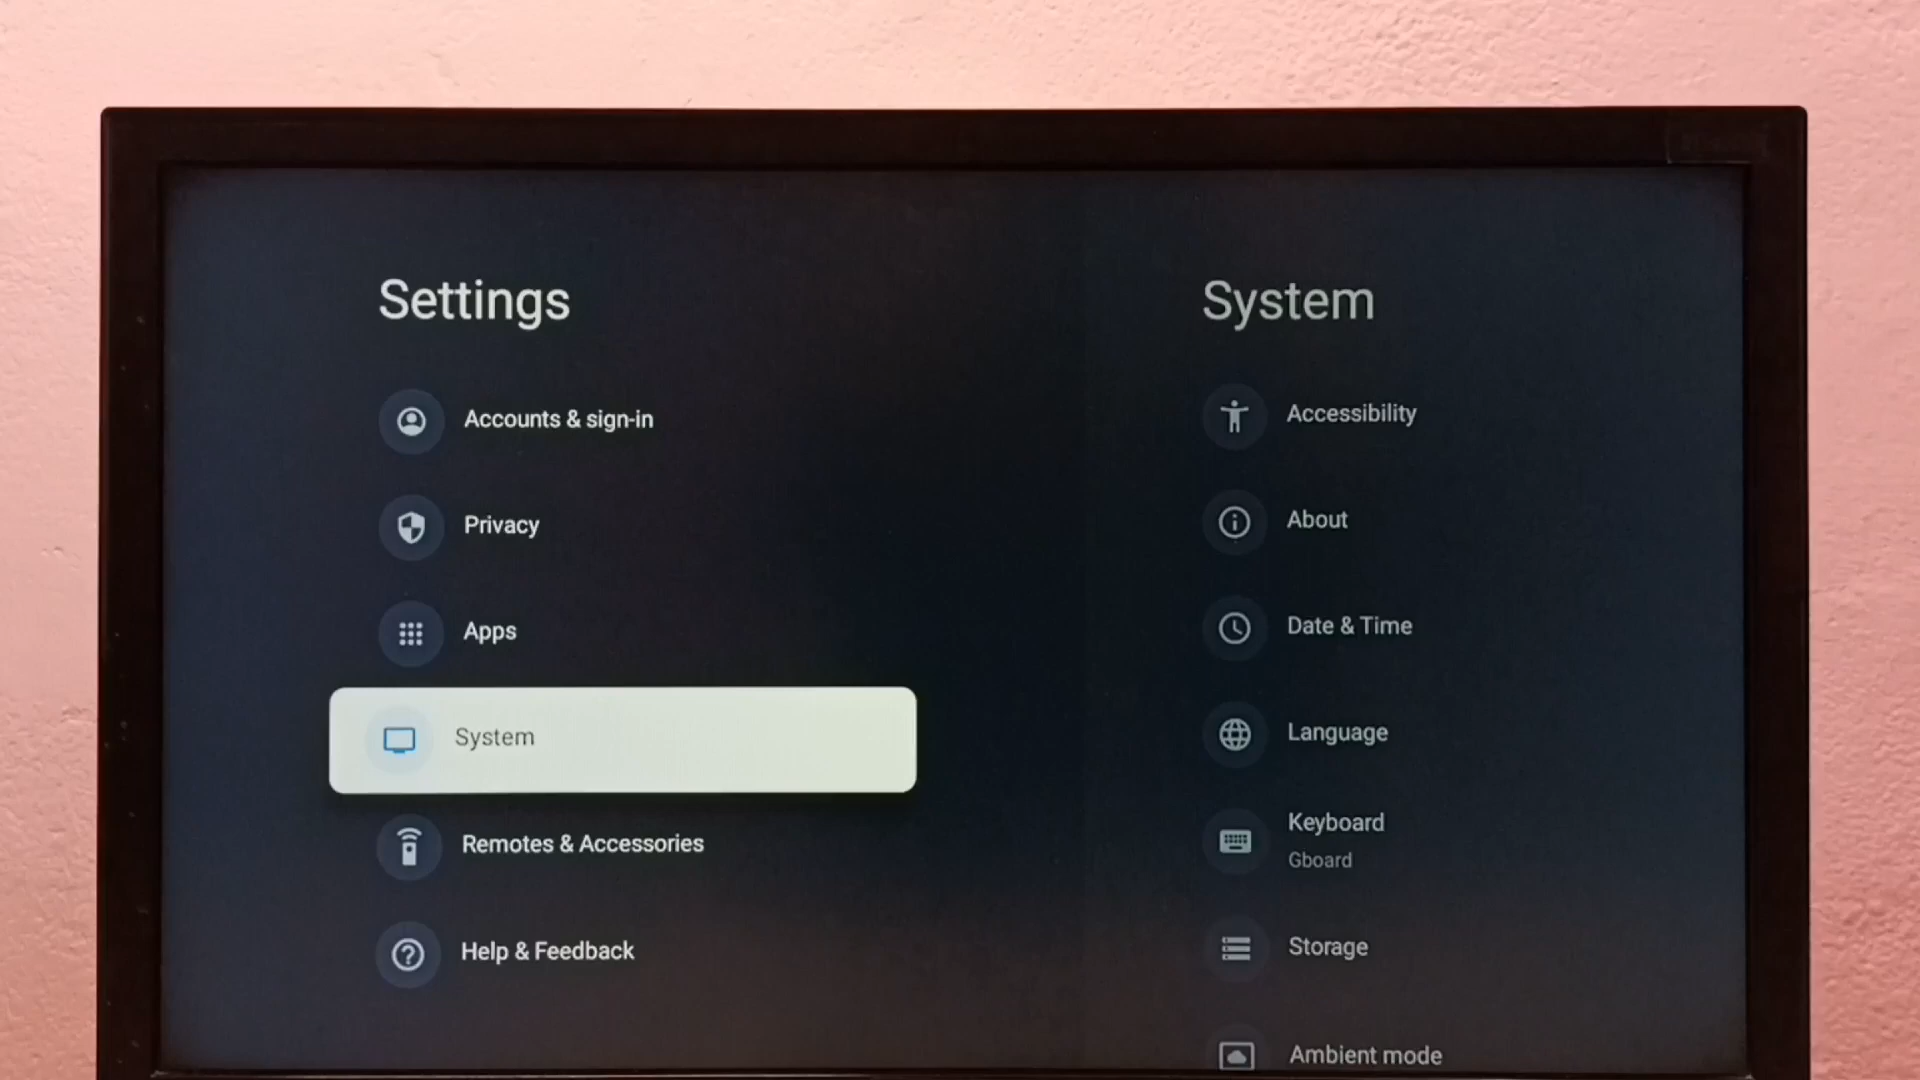 Settings
Accounts & sign-in
Privacy
Apps
System
Remotes & Accessories
Help & Feedback
System
Accessibility
About
Date & Time
Language
Keyboard
Gboard
Storage
Ambient mode